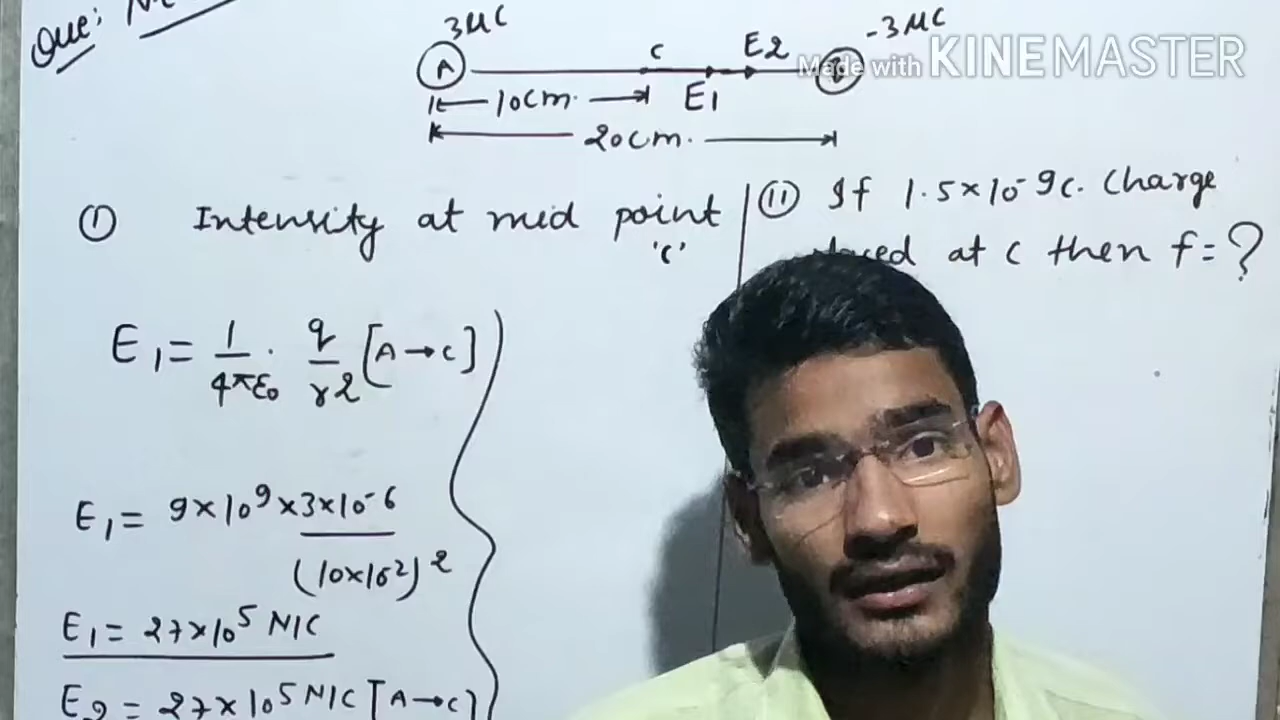 Que:
3μC
-3μC
A
C
E2
Made with KINEMASTER
10cm.
E1
20cm.
(I) Intensity at mid point
'C'
(II) If 1.5×10⁻9C. Charge
at C then f=?
E₁= 1/4πε₀ · q/r2 [A→C]
E₁= 9×10⁹×3×10⁻6 / (10×10⁻²)2
E₁= 27×10⁵ N/C
E2 = 27×10⁵ N/C [A→C]